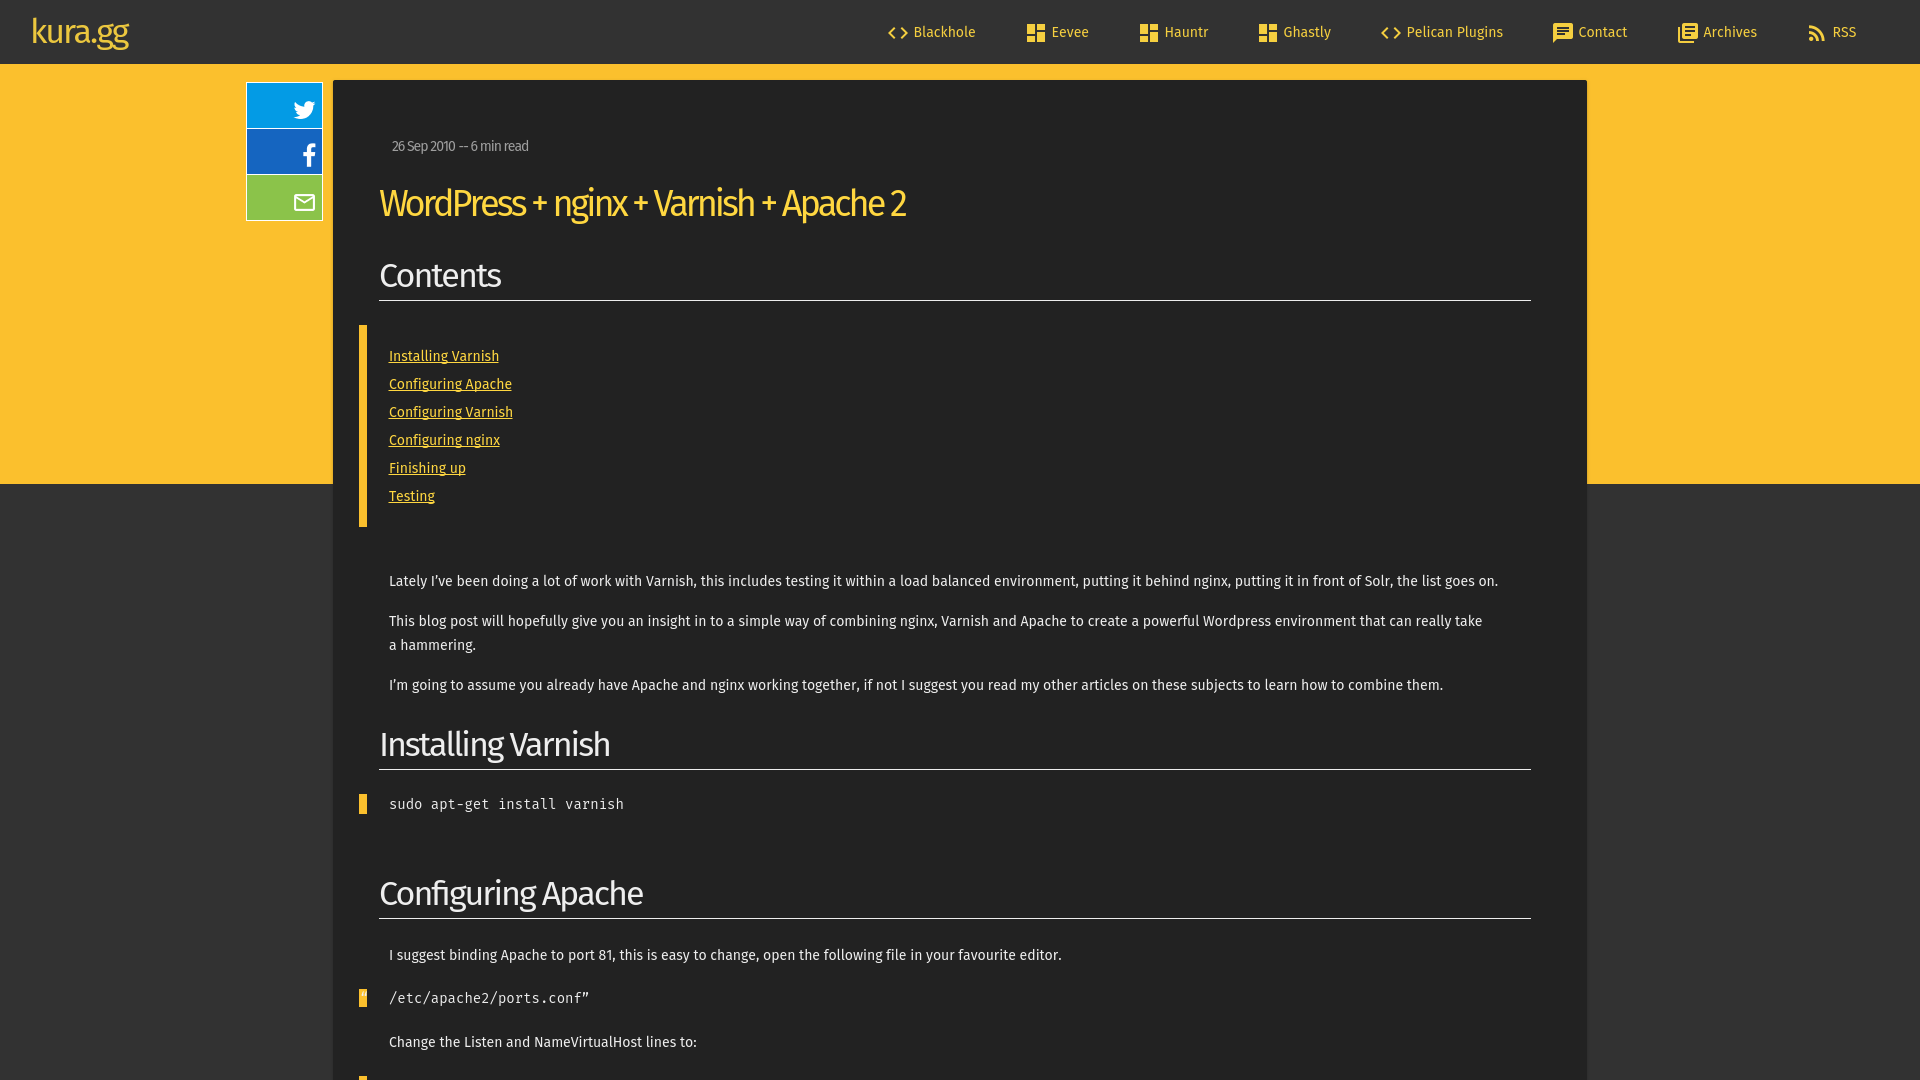 kura.gg
Blackhole
Eevee
Hauntr
Ghastly
Pelican Plugins
Contact
Archives
RSS
26 Sep 2010 -- 6 min read
WordPress + nginx + Varnish + Apache 2
Contents
Installing Varnish
Configuring Apache
Configuring Varnish
Configuring nginx
Finishing up
Testing
Lately I’ve been doing a lot of work with Varnish, this includes testing it within a load balanced environment, putting it behind nginx, putting it in front of Solr, the list goes on.
This blog post will hopefully give you an insight in to a simple way of combining nginx, Varnish and Apache to create a powerful Wordpress environment that can really take
a hammering.
I’m going to assume you already have Apache and nginx working together, if not I suggest you read my other articles on these subjects to learn how to combine them.
Installing Varnish
sudo apt-get install varnish
Configuring Apache
I suggest binding Apache to port 81, this is easy to change, open the following file in your favourite editor.
“ /etc/apache2/ports.conf”
Change the Listen and NameVirtualHost lines to: